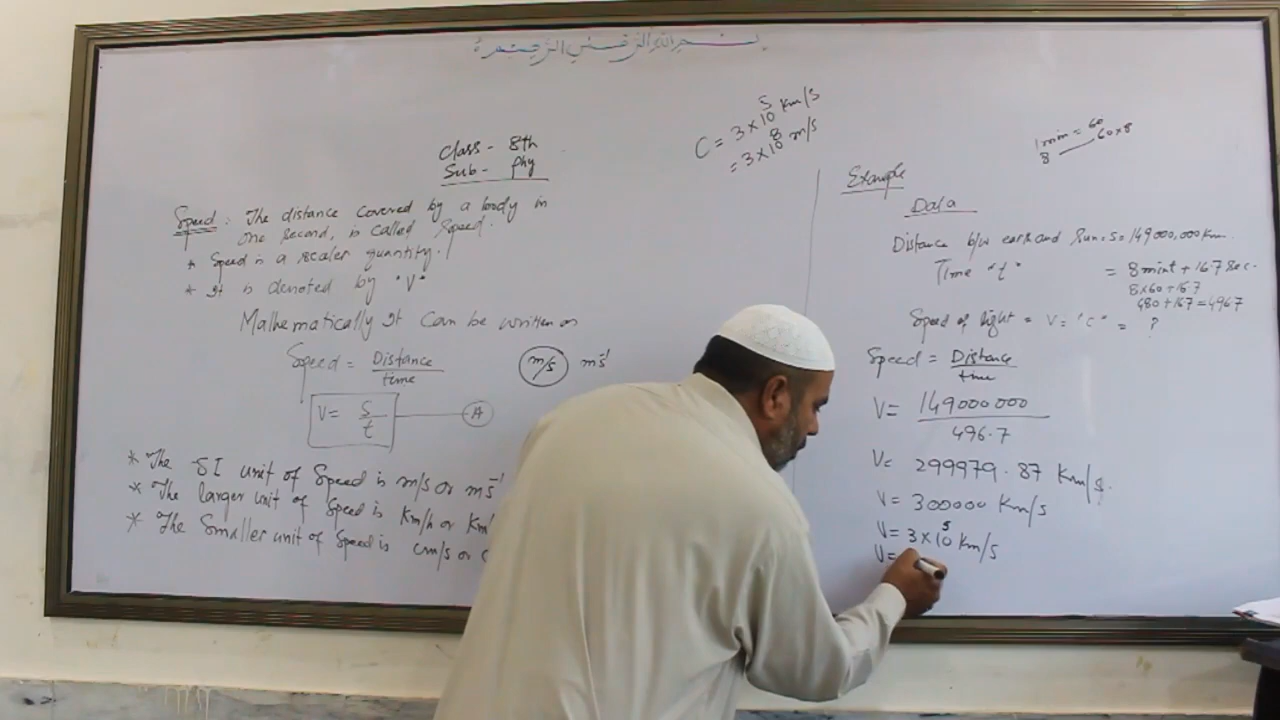 بسم الله الرحمن الرحیم
C = 3×10⁵ km/s
= 3×10⁸ m/s
1 min = 60
8 — 60×8
Class - 8th
Sub - phy
Speed : The distance covered by a body in
one second, is called speed.
* Speed is a scaler quantity.
* It is denoted by "V"
Mathematically It can be written as
Speed = Distance / time
m/s ms⁻¹
V = S/t — A
* The SI unit of Speed is m/s or ms⁻¹
* The larger unit of Speed is Km/h or Km
* The Smaller unit of Speed is cm/s or c
Example
Data
Distance b/w earth and Sun = S = 149000,000 Km.
Time "t" = 8 mint + 16.7 Sec.
8×60+16.7
480+16.7=496.7
Speed of light = V = "c" = ?
Speed = Distance / time
V = 149000000 / 496.7
V = 299979.87 Km/s.
V = 300000 Km/s
V = 3×10⁵ Km/s
V =